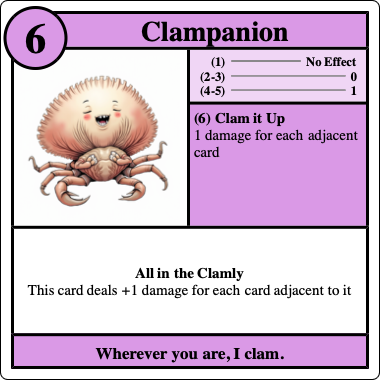 6
Clampanion
(1) No Effect
(2-3) 0
(4-5) 1
(6) Clam it Up
1 damage for each adjacent
card
All in the Clamly
This card deals +1 damage for each card adjacent to it
Wherever you are, I clam.